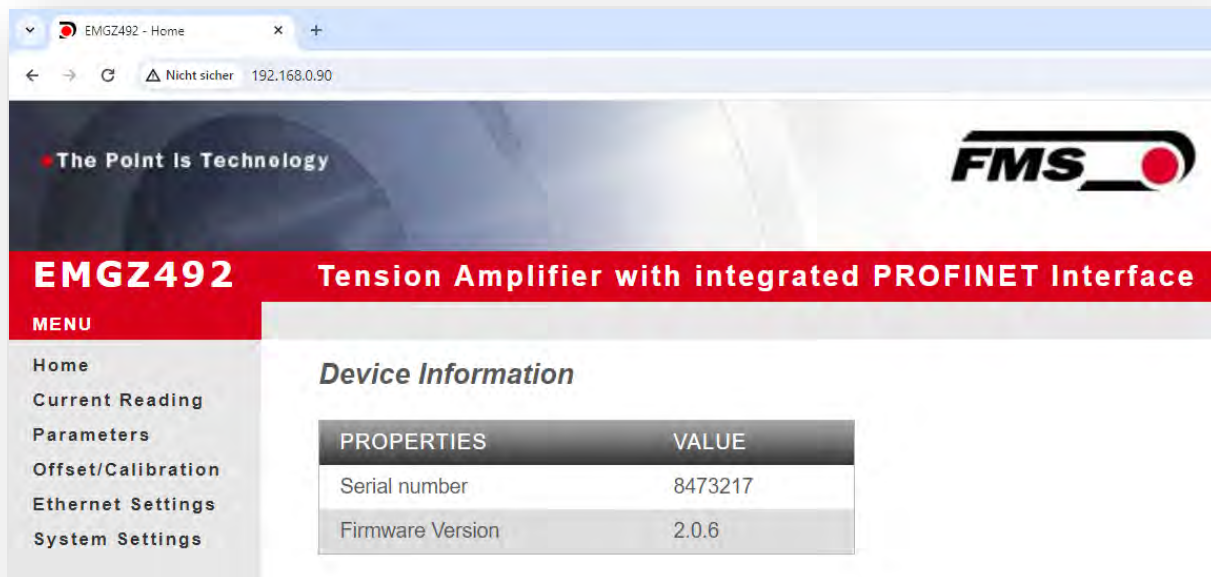 EMGZ492 - Home
Nicht sicher 192.168.0.90
The Point Is Technology
FMS
EMGZ492 Tension Amplifier with integrated PROFINET Interface
MENU
Home
Current Reading
Parameters
Offset/Calibration
Ethernet Settings
System Settings
Device Information
PROPERTIES VALUE
Serial number 8473217
Firmware Version 2.0.6